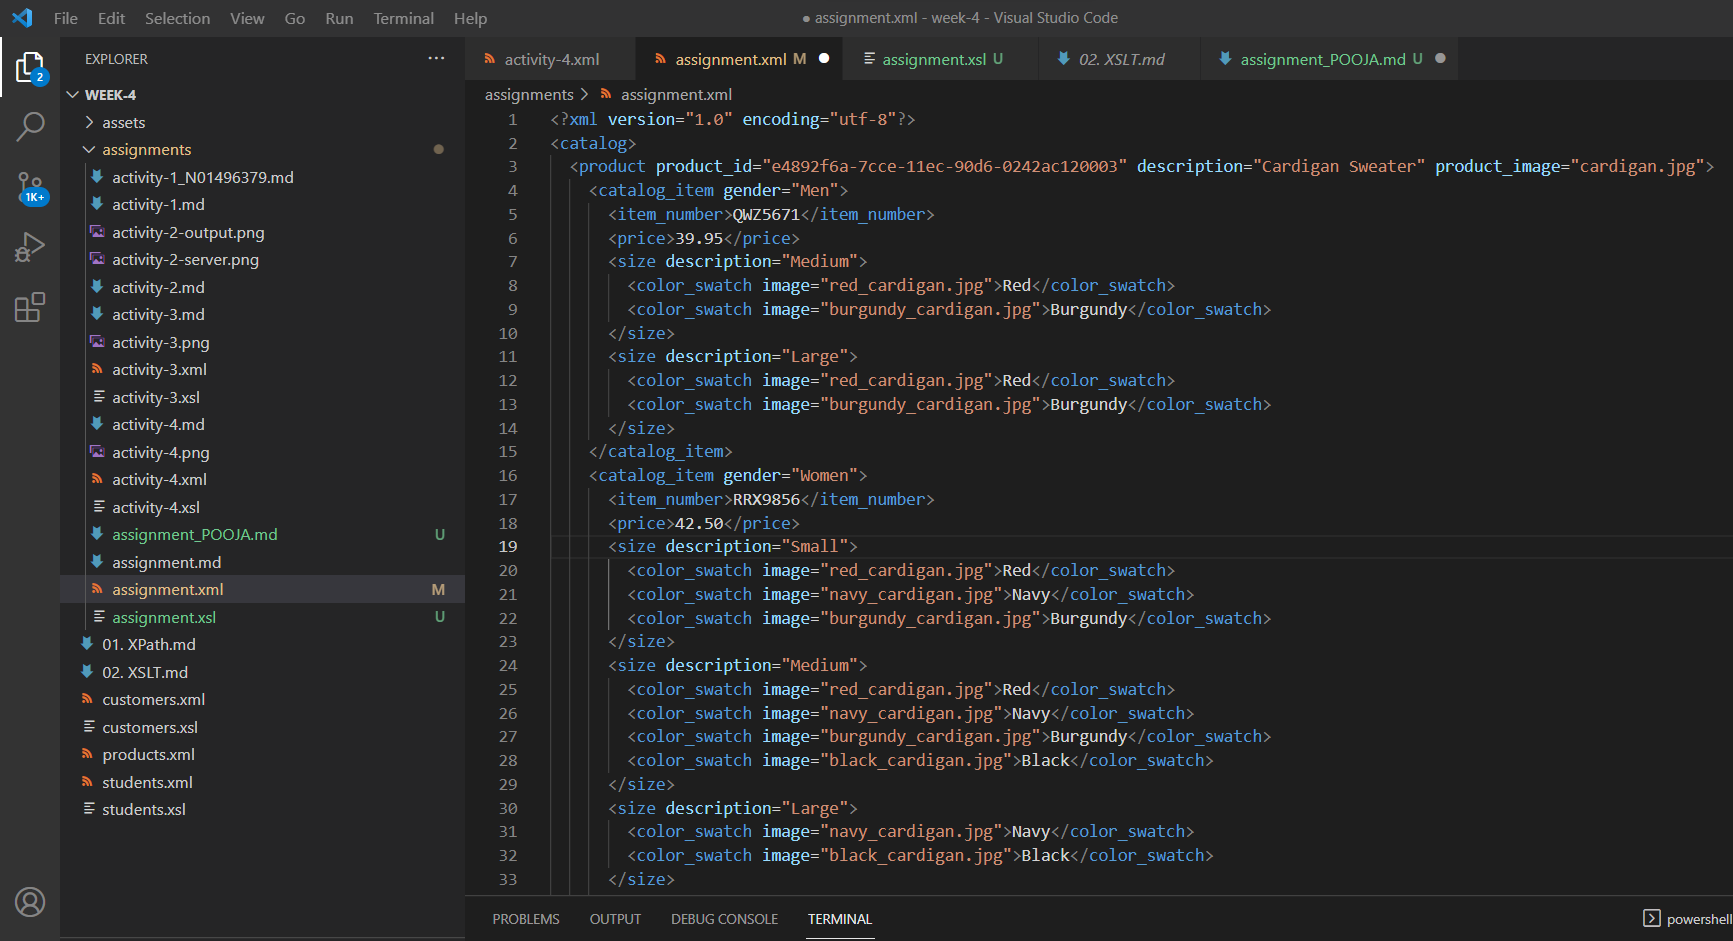 File Edit Selection View Go Run Terminal Help
● assignment.xml - week-4 - Visual Studio Code
2
1K+
EXPLORER ···
WEEK-4
assets
assignments
activity-1_N01496379.md
activity-1.md
activity-2-output.png
activity-2-server.png
activity-2.md
activity-3.md
activity-3.png
activity-3.xml
activity-3.xsl
activity-4.md
activity-4.png
activity-4.xml
activity-4.xsl
assignment_POOJA.md U
assignment.md
assignment.xml M
assignment.xsl U
01. XPath.md
02. XSLT.md
customers.xml
customers.xsl
products.xml
students.xml
students.xsl
activity-4.xml assignment.xml M ● assignment.xsl U 02. XSLT.md assignment_POOJA.md U ●
assignments > assignment.xml
1 <?xml version="1.0" encoding="utf-8"?>
2 <catalog>
3 <product product_id="e4892f6a-7cce-11ec-90d6-0242ac120003" description="Cardigan Sweater" product_image="cardigan.jpg">
4 <catalog_item gender="Men">
5 <item_number>QWZ5671</item_number>
6 <price>39.95</price>
7 <size description="Medium">
8 <color_swatch image="red_cardigan.jpg">Red</color_swatch>
9 <color_swatch image="burgundy_cardigan.jpg">Burgundy</color_swatch>
10 </size>
11 <size description="Large">
12 <color_swatch image="red_cardigan.jpg">Red</color_swatch>
13 <color_swatch image="burgundy_cardigan.jpg">Burgundy</color_swatch>
14 </size>
15 </catalog_item>
16 <catalog_item gender="Women">
17 <item_number>RRX9856</item_number>
18 <price>42.50</price>
19 <size description="Small">
20 <color_swatch image="red_cardigan.jpg">Red</color_swatch>
21 <color_swatch image="navy_cardigan.jpg">Navy</color_swatch>
22 <color_swatch image="burgundy_cardigan.jpg">Burgundy</color_swatch>
23 </size>
24 <size description="Medium">
25 <color_swatch image="red_cardigan.jpg">Red</color_swatch>
26 <color_swatch image="navy_cardigan.jpg">Navy</color_swatch>
27 <color_swatch image="burgundy_cardigan.jpg">Burgundy</color_swatch>
28 <color_swatch image="black_cardigan.jpg">Black</color_swatch>
29 </size>
30 <size description="Large">
31 <color_swatch image="navy_cardigan.jpg">Navy</color_swatch>
32 <color_swatch image="black_cardigan.jpg">Black</color_swatch>
33 </size>
PROBLEMS OUTPUT DEBUG CONSOLE TERMINAL powershell